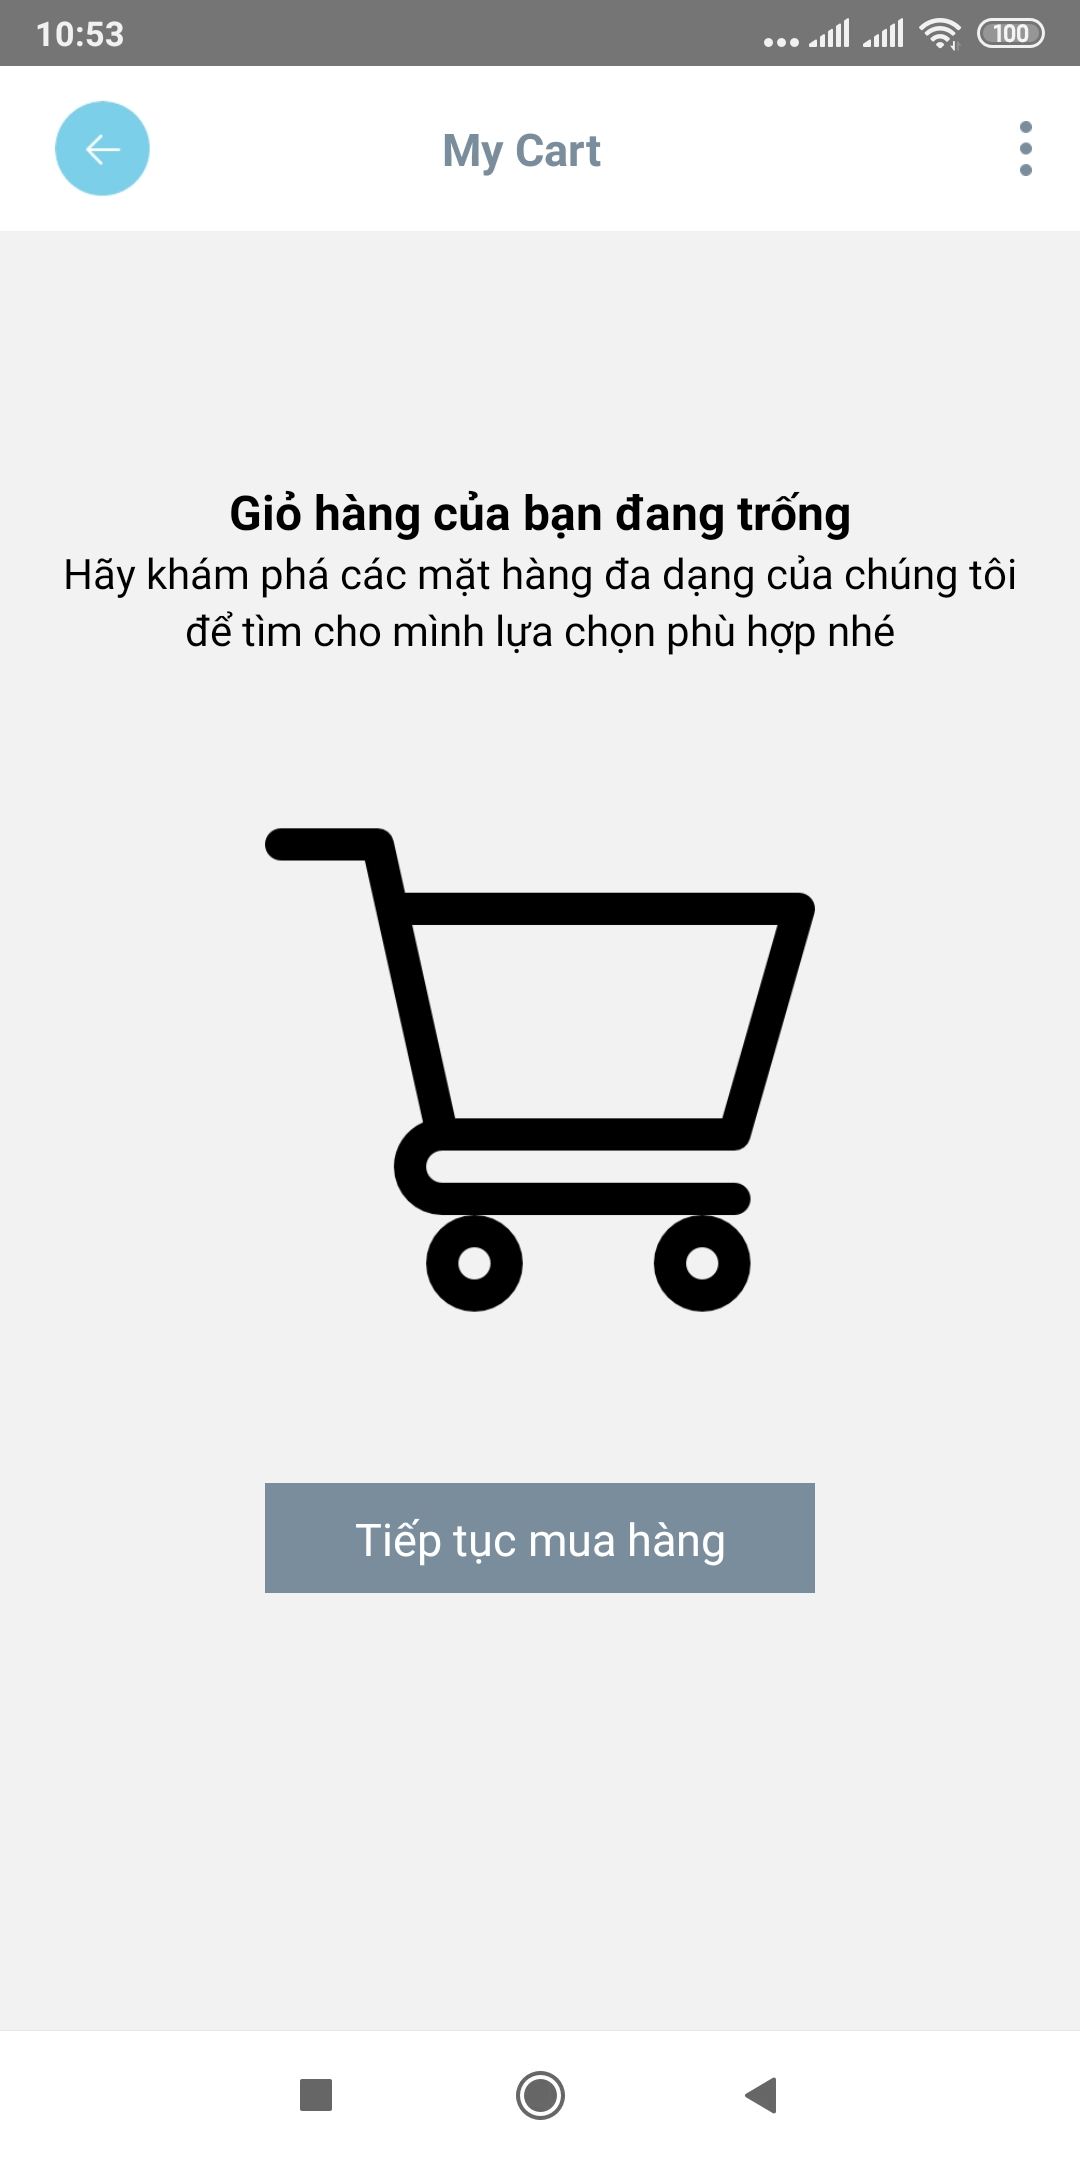 10:53
100
My Cart
Giỏ hàng của bạn đang trống
Hãy khám phá các mặt hàng đa dạng của chúng tôi
để tìm cho mình lựa chọn phù hợp nhé
Tiếp tục mua hàng